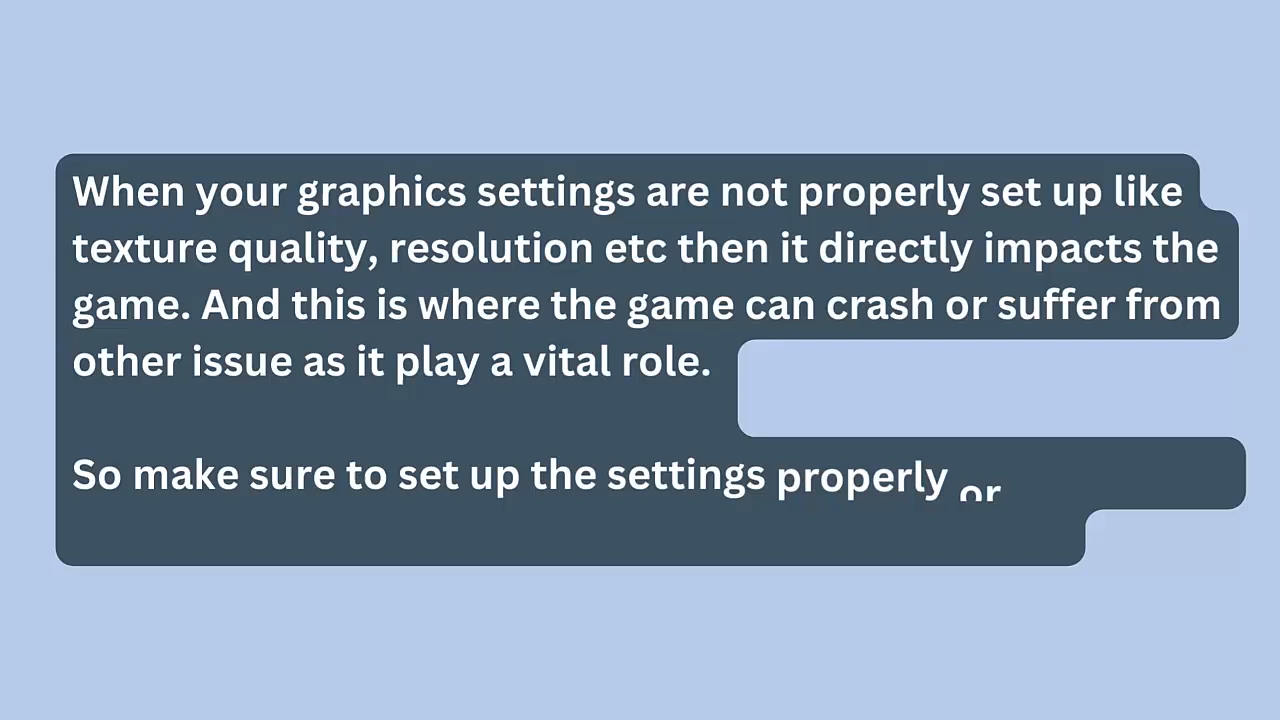 When your graphics settings are not properly set up like
texture quality, resolution etc then it directly impacts the
game. And this is where the game can crash or suffer from
other issue as it play a vital role.
So make sure to set up the settings properly or